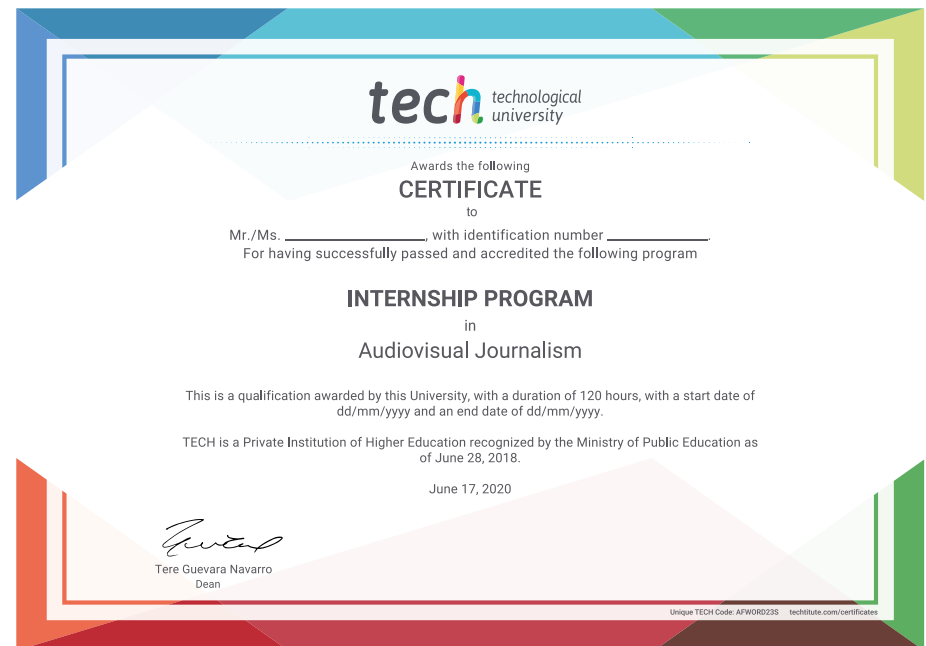 tech technological
university
Awards the following
CERTIFICATE
to
Mr./Ms. ____________________, with identification number ______________.
For having successfully passed and accredited the following program
INTERNSHIP PROGRAM
in
Audiovisual Journalism
This is a qualification awarded by this University, with a duration of 120 hours, with a start date of
dd/mm/yyyy and an end date of dd/mm/yyyy.
TECH is a Private Institution of Higher Education recognized by the Ministry of Public Education as
of June 28, 2018.
June 17, 2020
Tere Guevara Navarro
Dean
Unique TECH Code: AFWORD23S techtitute.com/certificates